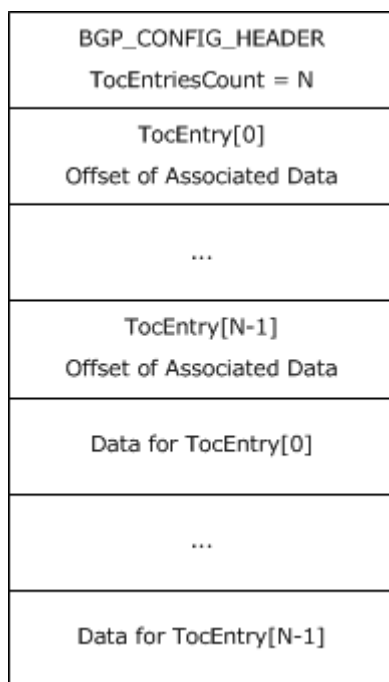 BGP_CONFIG_HEADER
TocEntriesCount = N
TocEntry[0]
Offset of Associated Data
...
TocEntry[N-1]
Offset of Associated Data
Data for TocEntry[0]
...
Data for TocEntry[N-1]